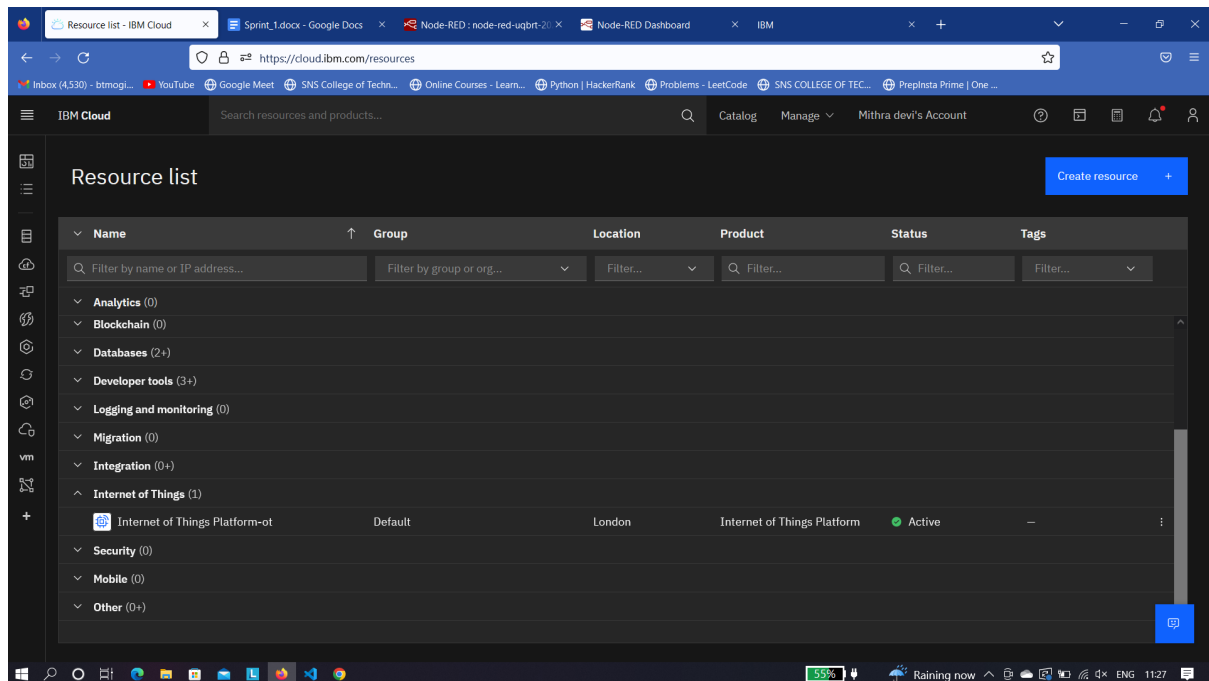 Resource list - IBM Cloud
Sprint_1.docx - Google Docs
Node-RED : node-red-uqbrt-20
Node-RED Dashboard
IBM
https://cloud.ibm.com/resources
Inbox (4,530) - btmogi...
YouTube
Google Meet
SNS College of Techn...
Online Courses - Learn...
Python | HackerRank
Problems - LeetCode
SNS COLLEGE OF TEC...
PrepInsta Prime | One ...
IBM Cloud
Search resources and products...
Catalog
Manage
Mithra devi's Account
Resource list
Create resource +
Name
Group
Location
Product
Status
Tags
Filter by name or IP address...
Filter by group or org...
Filter...
Filter...
Filter...
Filter...
Analytics (0)
Blockchain (0)
Databases (2+)
Developer tools (3+)
Logging and monitoring (0)
Migration (0)
Integration (0+)
vm
Internet of Things (1)
Internet of Things Platform-ot
Default
London
Internet of Things Platform
Active
—
Security (0)
Mobile (0)
Other (0+)
L
55%
Raining now
ENG
11:27